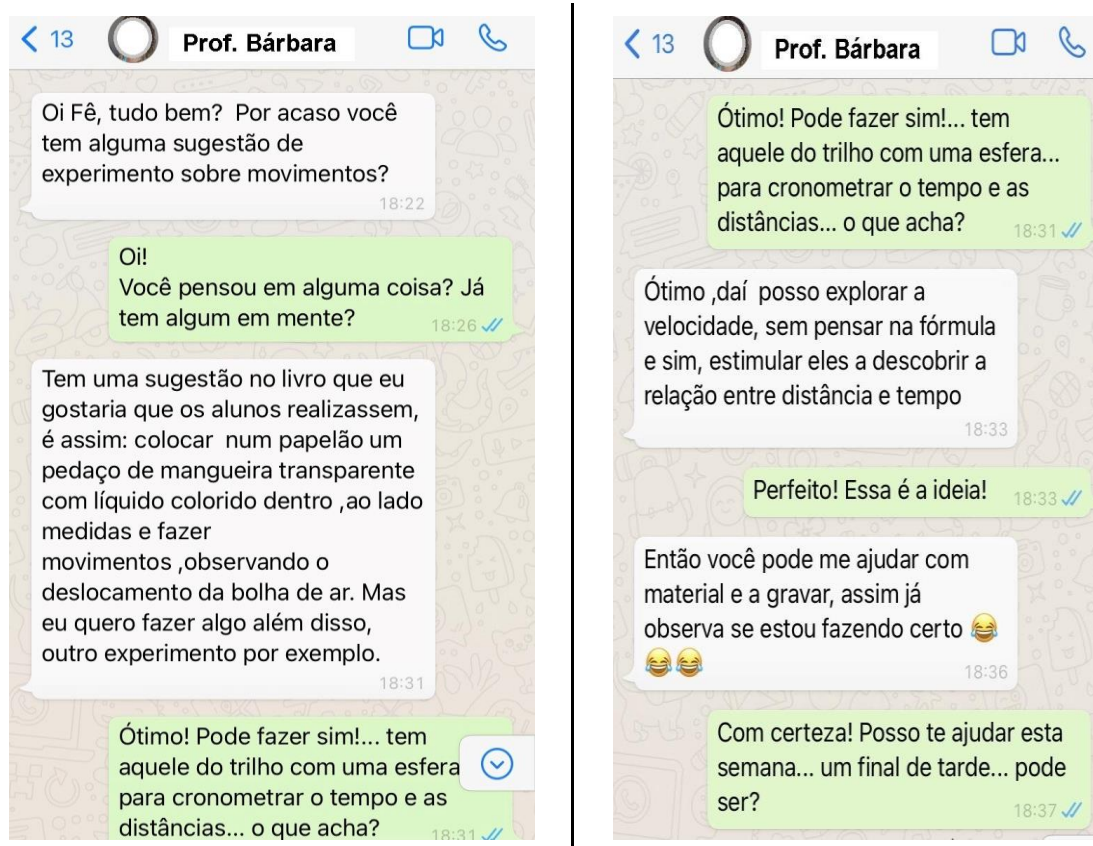 13
Prof. Bárbara
Oi Fê, tudo bem?  Por acaso você
tem alguma sugestão de
experimento sobre movimentos?
18:22
Oi!
Você pensou em alguma coisa? Já
tem algum em mente?
18:26
Tem uma sugestão no livro que eu
gostaria que os alunos realizassem,
é assim: colocar  num papelão um
pedaço de mangueira transparente
com líquido colorido dentro ,ao lado
medidas e fazer
movimentos ,observando o
deslocamento da bolha de ar. Mas
eu quero fazer algo além disso,
outro experimento por exemplo.
18:31
Ótimo! Pode fazer sim!... tem
aquele do trilho com uma esfera
para cronometrar o tempo e as
distâncias... o que acha?
18:31
13
Prof. Bárbara
Ótimo! Pode fazer sim!... tem
aquele do trilho com uma esfera...
para cronometrar o tempo e as
distâncias... o que acha?
18:31
Ótimo ,daí  posso explorar a
velocidade, sem pensar na fórmula
e sim, estimular eles a descobrir a
relação entre distância e tempo
18:33
Perfeito! Essa é a ideia!
18:33
Então você pode me ajudar com
material e a gravar, assim já
observa se estou fazendo certo 😂
😂😂
18:36
Com certeza! Posso te ajudar esta
semana... um final de tarde... pode
ser?
18:37